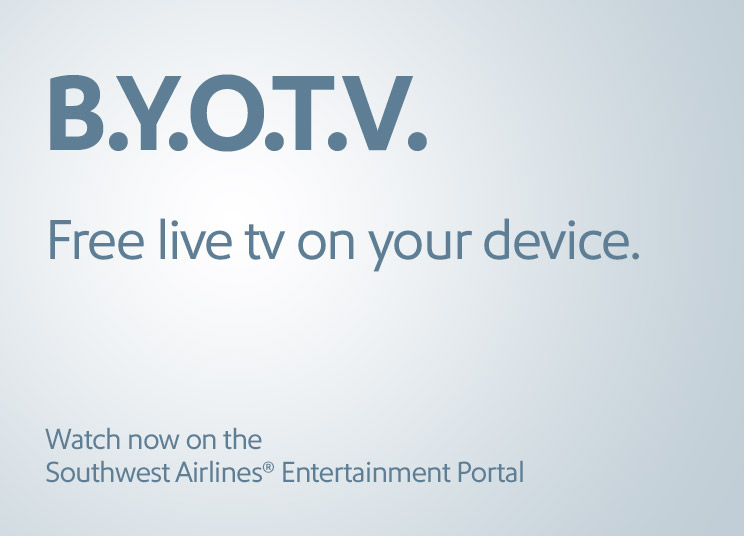 B.Y.O.T.V.
Free live tv on your device.
Watch now on the
Southwest Airlines® Entertainment Portal